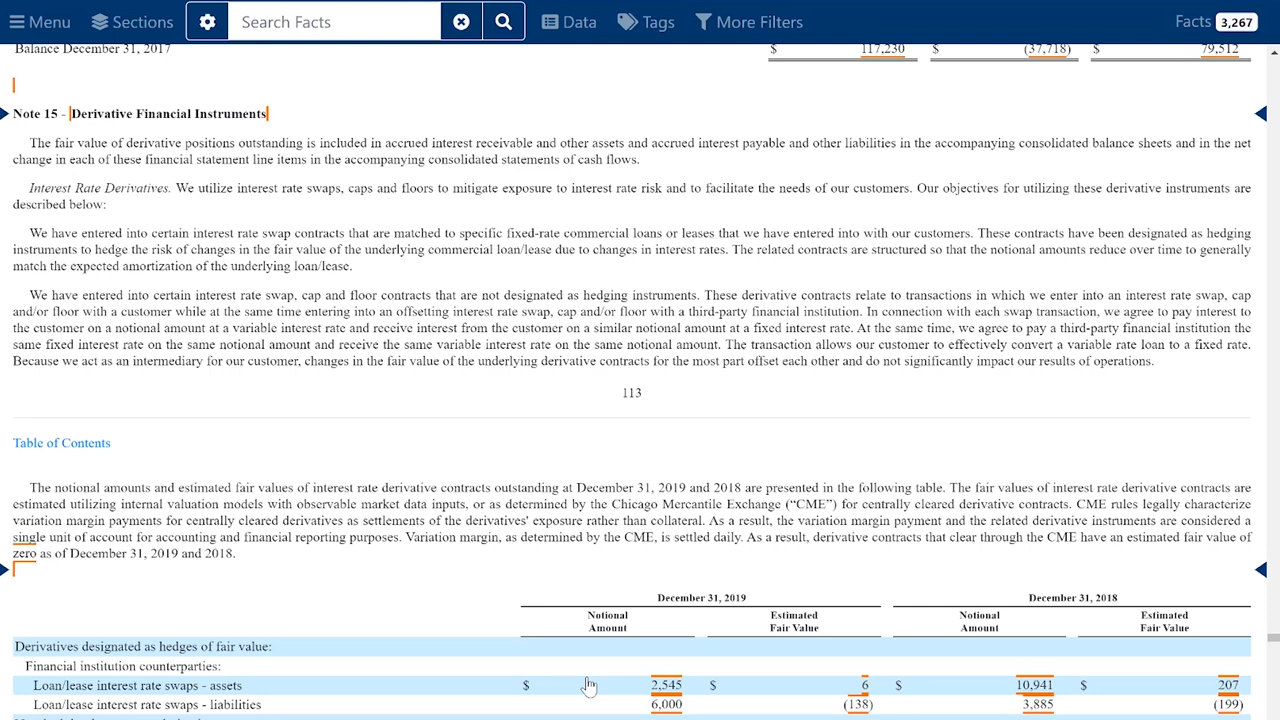 Menu Sections Search Facts Data Tags More Filters Facts 3,267
Balance December 31, 2017 $ 117,230 $ (37,718) $ 79,512
Note 15 - Derivative Financial Instruments
The fair value of derivative positions outstanding is included in accrued interest receivable and other assets and accrued interest payable and other liabilities in the accompanying consolidated balance sheets and in the net
change in each of these financial statement line items in the accompanying consolidated statements of cash flows.
Interest Rate Derivatives. We utilize interest rate swaps, caps and floors to mitigate exposure to interest rate risk and to facilitate the needs of our customers. Our objectives for utilizing these derivative instruments are
described below:
We have entered into certain interest rate swap contracts that are matched to specific fixed-rate commercial loans or leases that we have entered into with our customers. These contracts have been designated as hedging
instruments to hedge the risk of changes in the fair value of the underlying commercial loan/lease due to changes in interest rates. The related contracts are structured so that the notional amounts reduce over time to generally
match the expected amortization of the underlying loan/lease.
We have entered into certain interest rate swap, cap and floor contracts that are not designated as hedging instruments. These derivative contracts relate to transactions in which we enter into an interest rate swap, cap
and/or floor with a customer while at the same time entering into an offsetting interest rate swap, cap and/or floor with a third-party financial institution. In connection with each swap transaction, we agree to pay interest to
the customer on a notional amount at a variable interest rate and receive interest from the customer on a similar notional amount at a fixed interest rate. At the same time, we agree to pay a third-party financial institution the
same fixed interest rate on the same notional amount and receive the same variable interest rate on the same notional amount. The transaction allows our customer to effectively convert a variable rate loan to a fixed rate.
Because we act as an intermediary for our customer, changes in the fair value of the underlying derivative contracts for the most part offset each other and do not significantly impact our results of operations.
113
Table of Contents
The notional amounts and estimated fair values of interest rate derivative contracts outstanding at December 31, 2019 and 2018 are presented in the following table. The fair values of interest rate derivative contracts are
estimated utilizing internal valuation models with observable market data inputs, or as determined by the Chicago Mercantile Exchange (“CME”) for centrally cleared derivative contracts. CME rules legally characterize
variation margin payments for centrally cleared derivatives as settlements of the derivatives' exposure rather than collateral. As a result, the variation margin payment and the related derivative instruments are considered a
single unit of account for accounting and financial reporting purposes. Variation margin, as determined by the CME, is settled daily. As a result, derivative contracts that clear through the CME have an estimated fair value of
zero as of December 31, 2019 and 2018.
December 31, 2019 December 31, 2018
Notional Estimated Notional Estimated
Amount Fair Value Amount Fair Value
Derivatives designated as hedges of fair value:
Financial institution counterparties:
Loan/lease interest rate swaps - assets $ 2,545 $ 6 $ 10,941 $ 207
Loan/lease interest rate swaps - liabilities 6,000 (138) 3,885 (199)